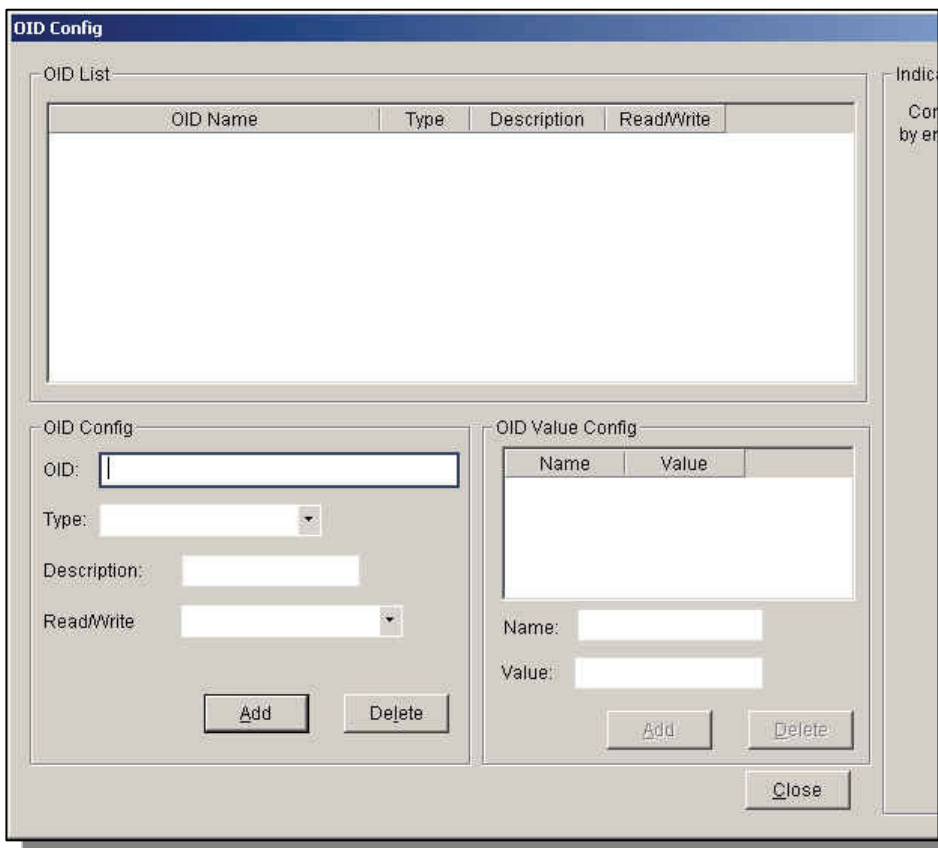 OID Config
OID List
OID Name Type Description Read/Write
OID Config
OID:
Type:
Description:
Read/Write
Add Delete
OID Value Config
Name Value
Name:
Value:
Add Delete
Close
by